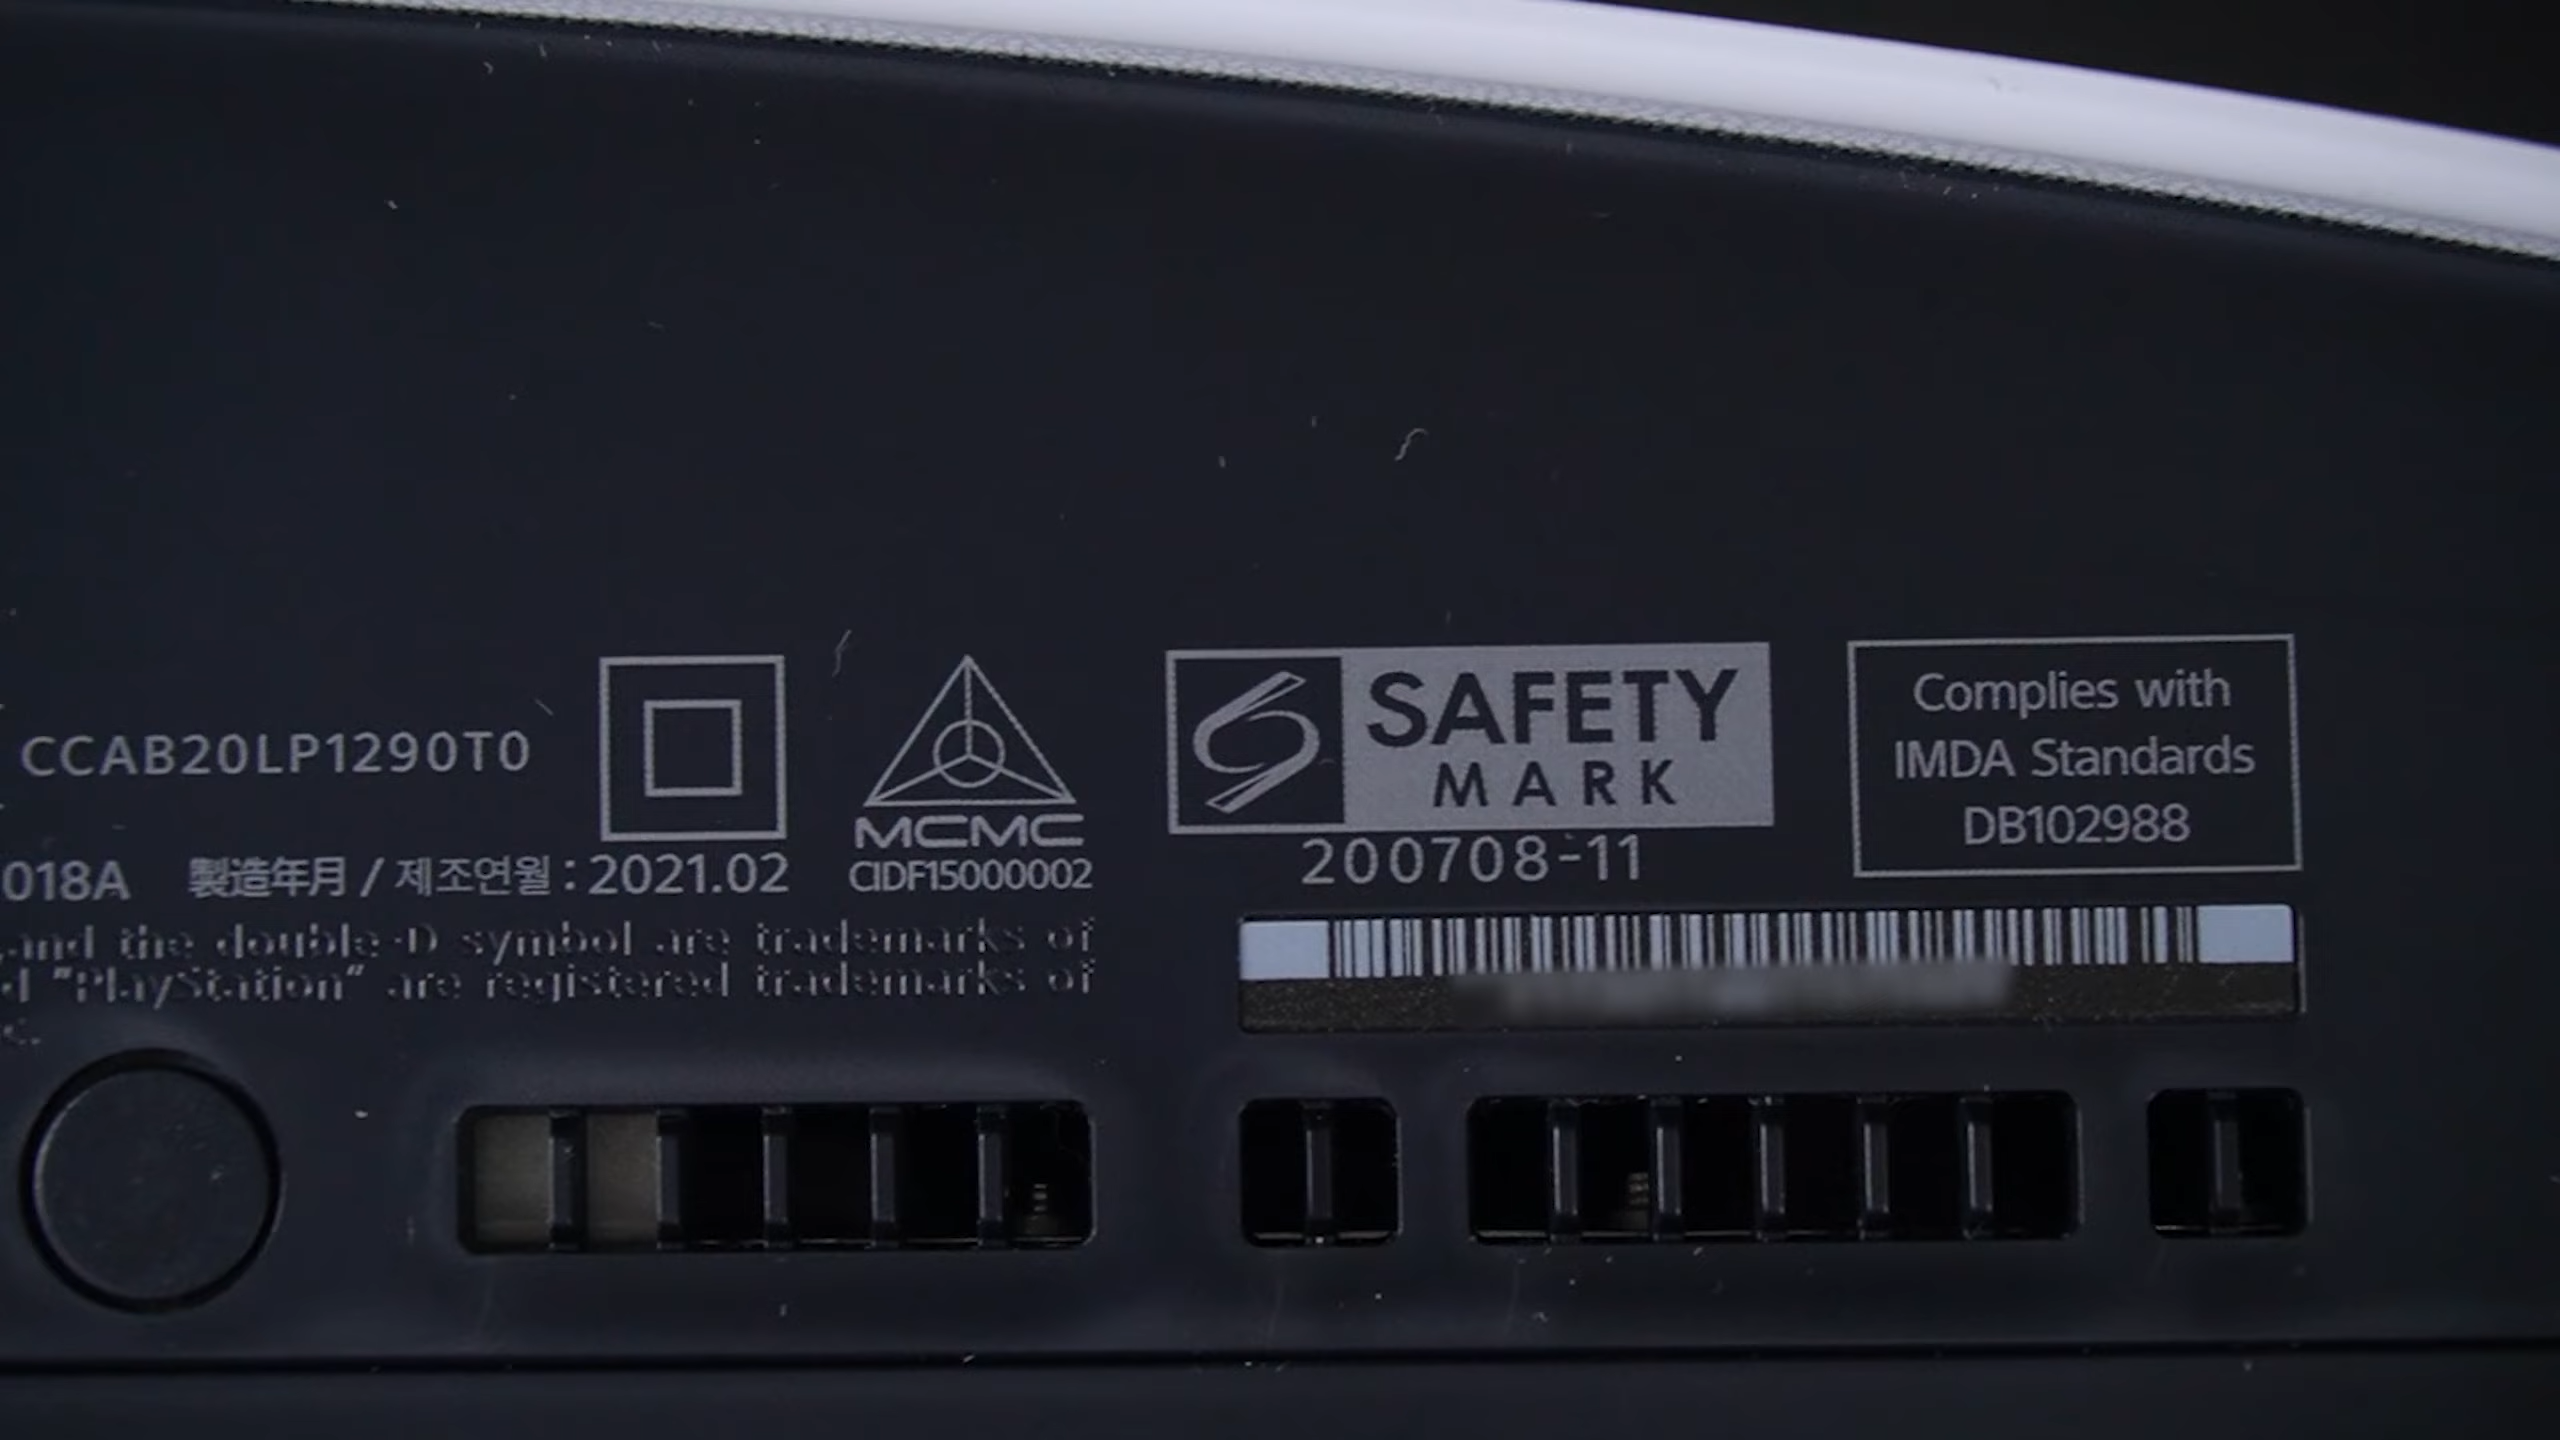 CCAB20LP1290T0
MCMC
CIDF15000002
SAFETY
MARK
200708-11
Complies with
IMDA Standards
DB102988
018A 製造年月 / 제조연월 : 2021.02
and the double-D symbol are trademarks of
"PlayStation" are registered trademarks of